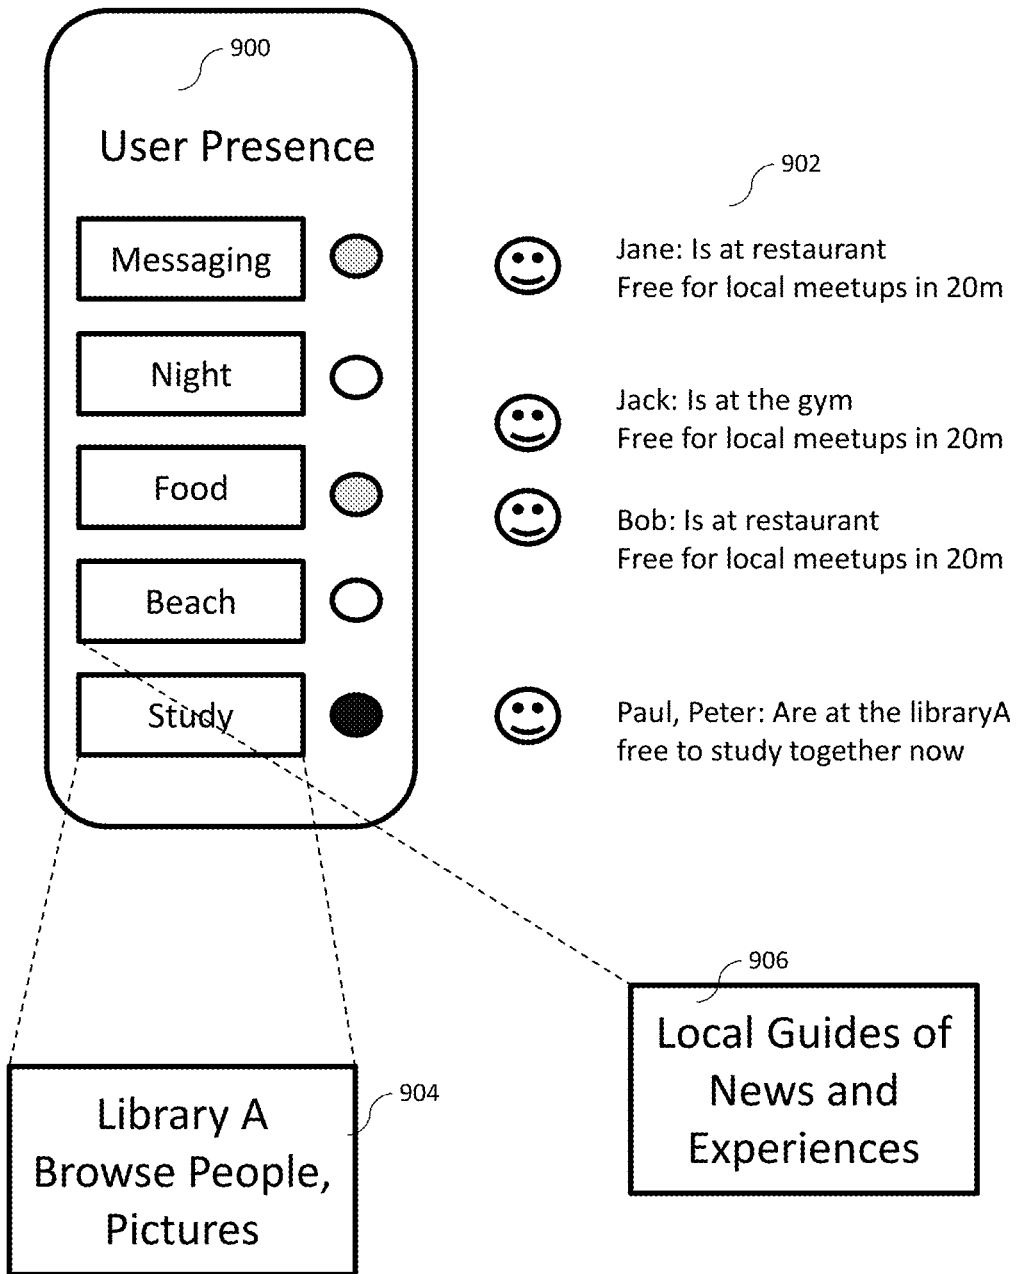 900
User Presence
Messaging
Night
Food
Beach
Study
902
Jane: Is at restaurant
Free for local meetups in 20m
Jack: Is at the gym
Free for local meetups in 20m
Bob: Is at restaurant
Free for local meetups in 20m
Paul, Peter: Are at the libraryA
free to study together now
904
Library A
Browse People,
Pictures
906
Local Guides of
News and
Experiences